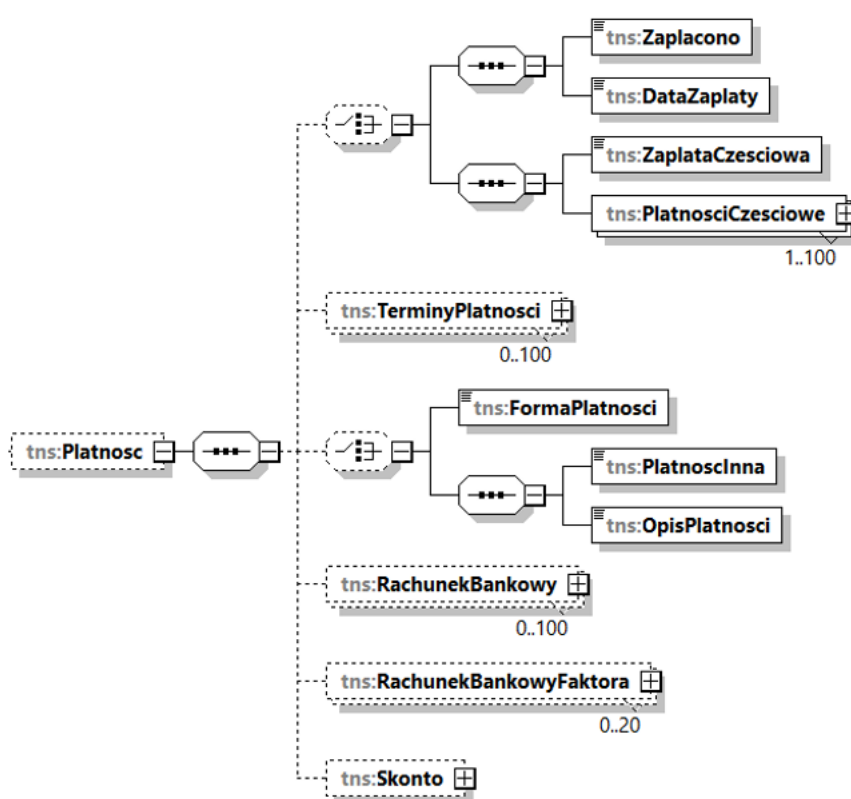 tns:Zaplacono
tns:DataZaplaty
tns:ZaplataCzesciowa
tns:PlatnosciCzesciowe
1..100
tns:TerminyPlatnosci
0..100
tns:FormaPlatnosci
tns:Platnosc
tns:PlatnoscInna
tns:OpisPlatnosci
tns:RachunekBankowy
0..100
tns:RachunekBankowyFaktora
0..20
tns:Skonto